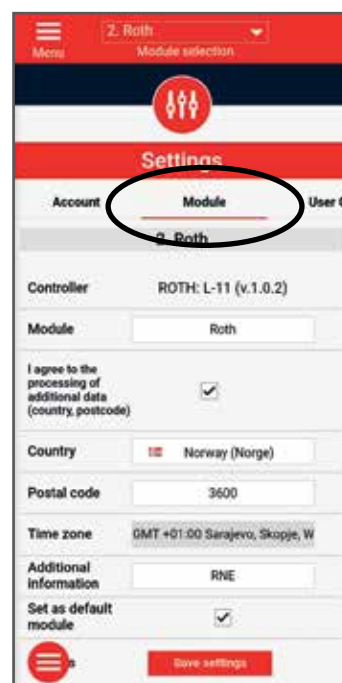 2. Roth
Menu
Module selection
Settings
Account Module User
2. Roth
Controller ROTH: L-11 (v.1.0.2)
Module Roth
I agree to the
processing of
additional data
(country, postcode)
Country Norway (Norge)
Postal code 3600
Time zone GMT +01:00 Sarajevo, Skopje, W
Additional
information RNE
Set as default
module
Save settings